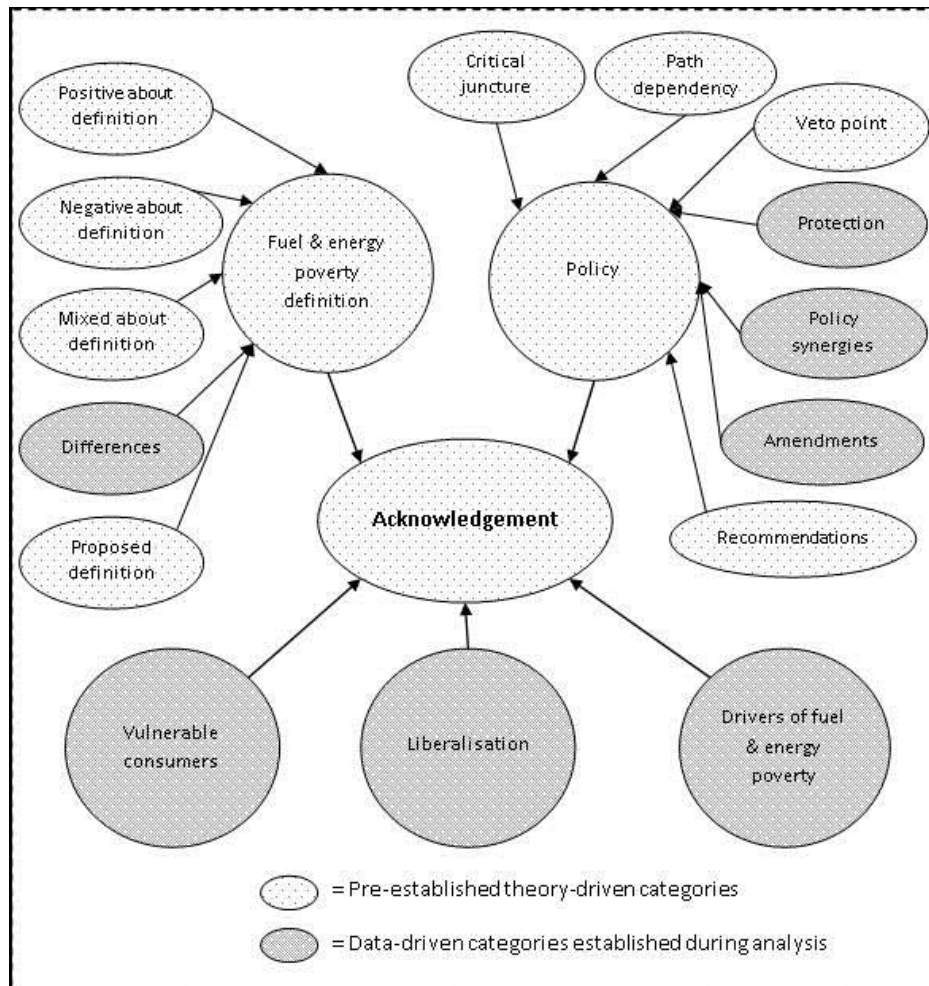 Positive about
definition
Negative about
definition
Mixed about
definition
Differences
Proposed
definition
Fuel & energy
poverty
definition
Critical
juncture
Path
dependency
Veto point
Protection
Policy
synergies
Amendments
Recommendations
Policy
Acknowledgement
Vulnerable
consumers
Liberalisation
Drivers of fuel
& energy
poverty
= Pre-established theory-driven categories
= Data-driven categories established during analysis